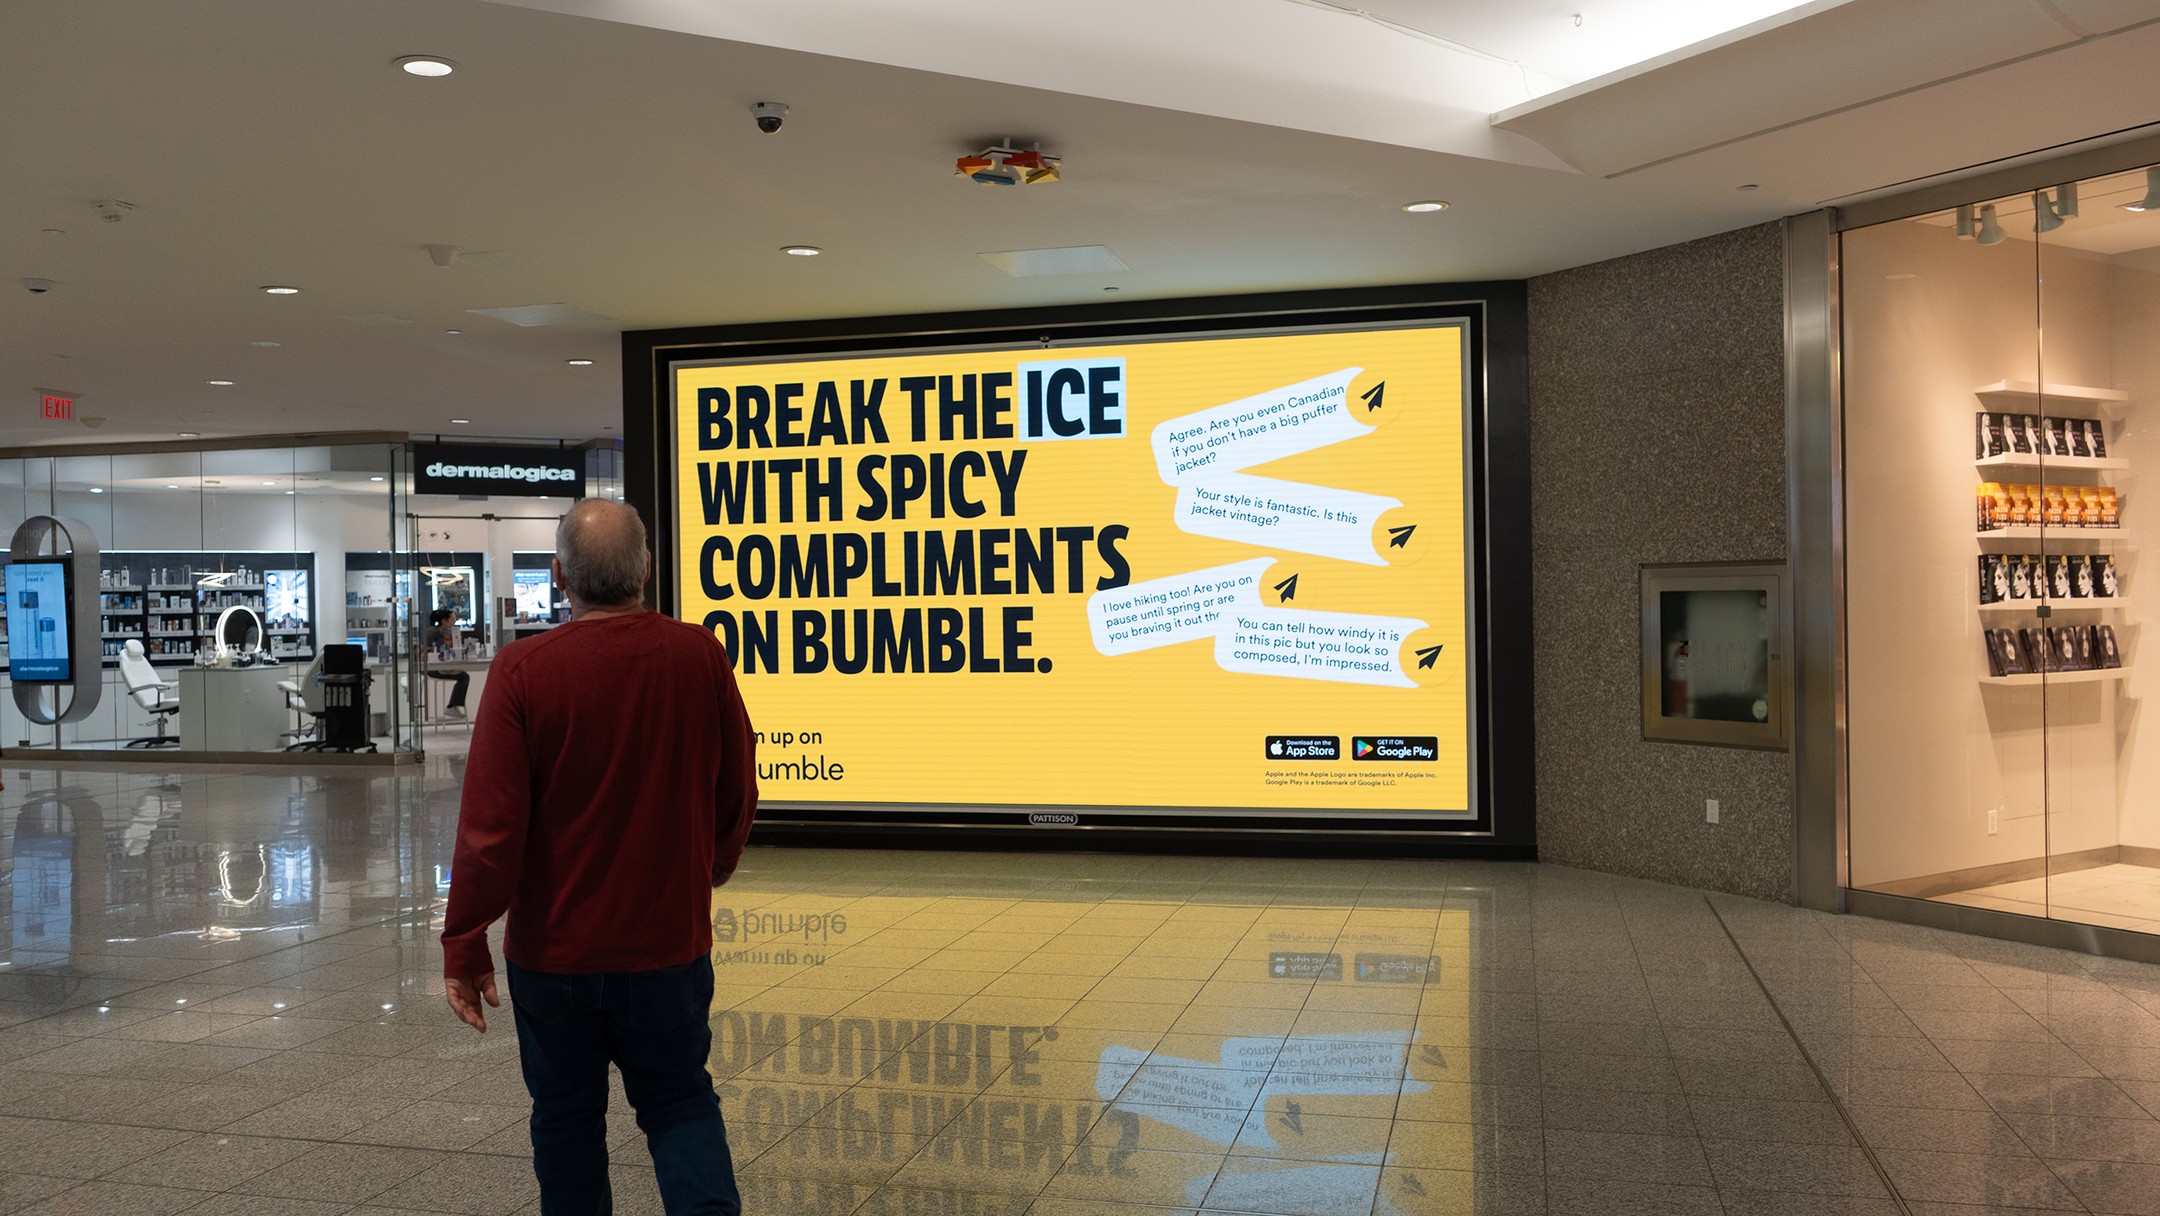 EXIT
dermalogica
BREAK THE ICE
WITH SPICY
COMPLIMENTS
ON BUMBLE.
Agree. Are you even Canadian
if you don't have a big puffer
jacket?
Your style is fantastic. Is this
jacket vintage?
I love hiking too! Are you on
pause until spring or are
you braving it out
You can tell how windy it is
in this pic but you look so
composed, I'm impressed.
up on
umble
Download on the
App Store
GET IT ON
Google Play
Apple and the Apple Logo are trademarks of Apple Inc.
Google Play is a trademark of Google LLC.
PATTISON
dermalogica